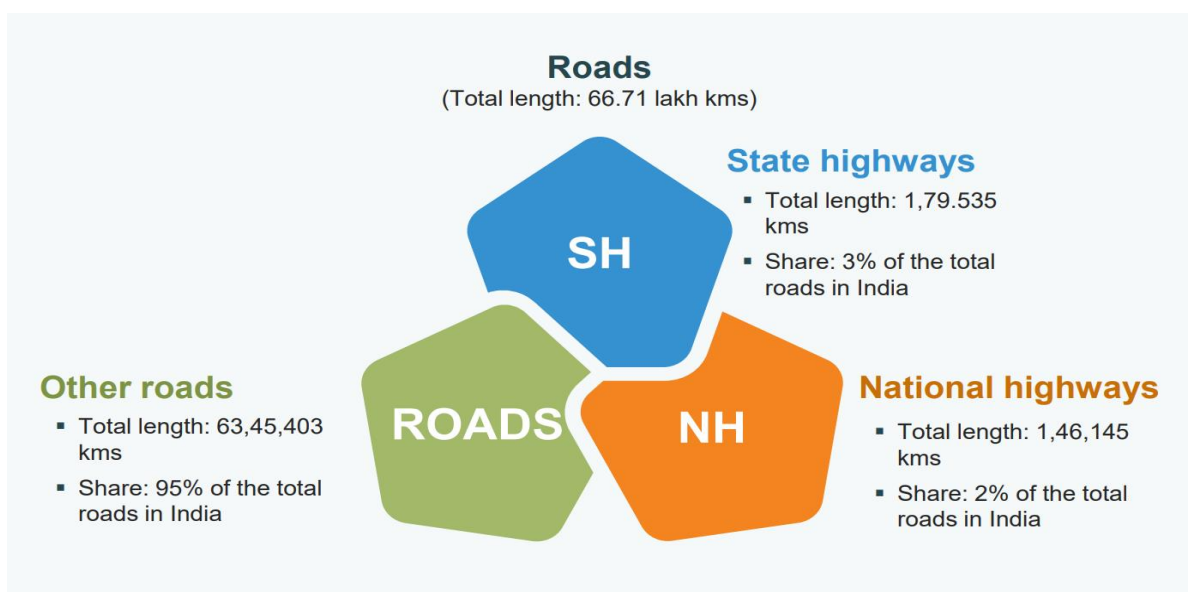 Roads
(Total length: 66.71 lakh kms)
State highways
▪ Total length: 1,79.535
kms
▪ Share: 3% of the total
roads in India
SH
Other roads
▪ Total length: 63,45,403
kms
▪ Share: 95% of the total
roads in India
ROADS
NH
National highways
▪ Total length: 1,46,145
kms
▪ Share: 2% of the total
roads in India